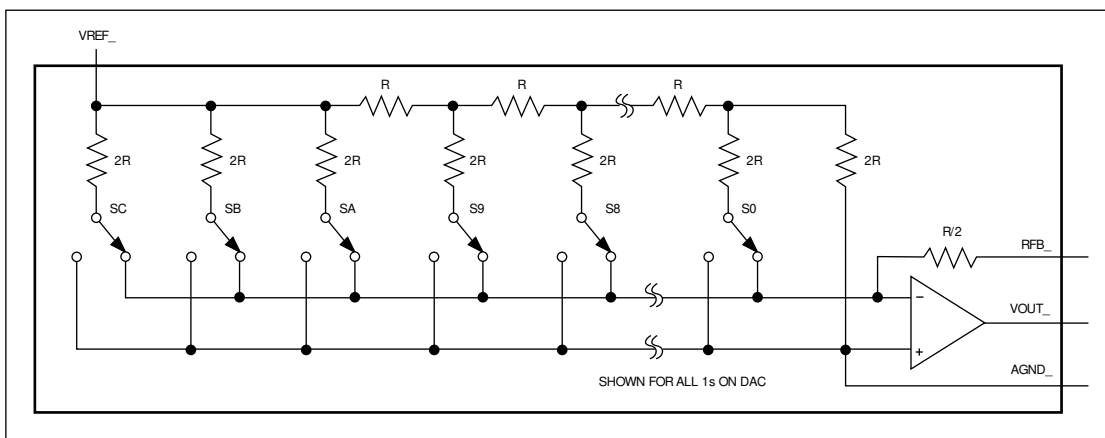 VREF_
R R R
2R 2R 2R 2R 2R 2R 2R
SC SB SA S9 S8 S0
R/2 RFB_
−
VOUT_
+
SHOWN FOR ALL 1s ON DAC AGND_